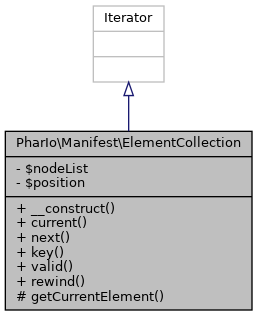 Iterator
PharIo\Manifest\ElementCollection
- $nodeList
- $position
+ __construct()
+ current()
+ next()
+ key()
+ valid()
+ rewind()
# getCurrentElement()